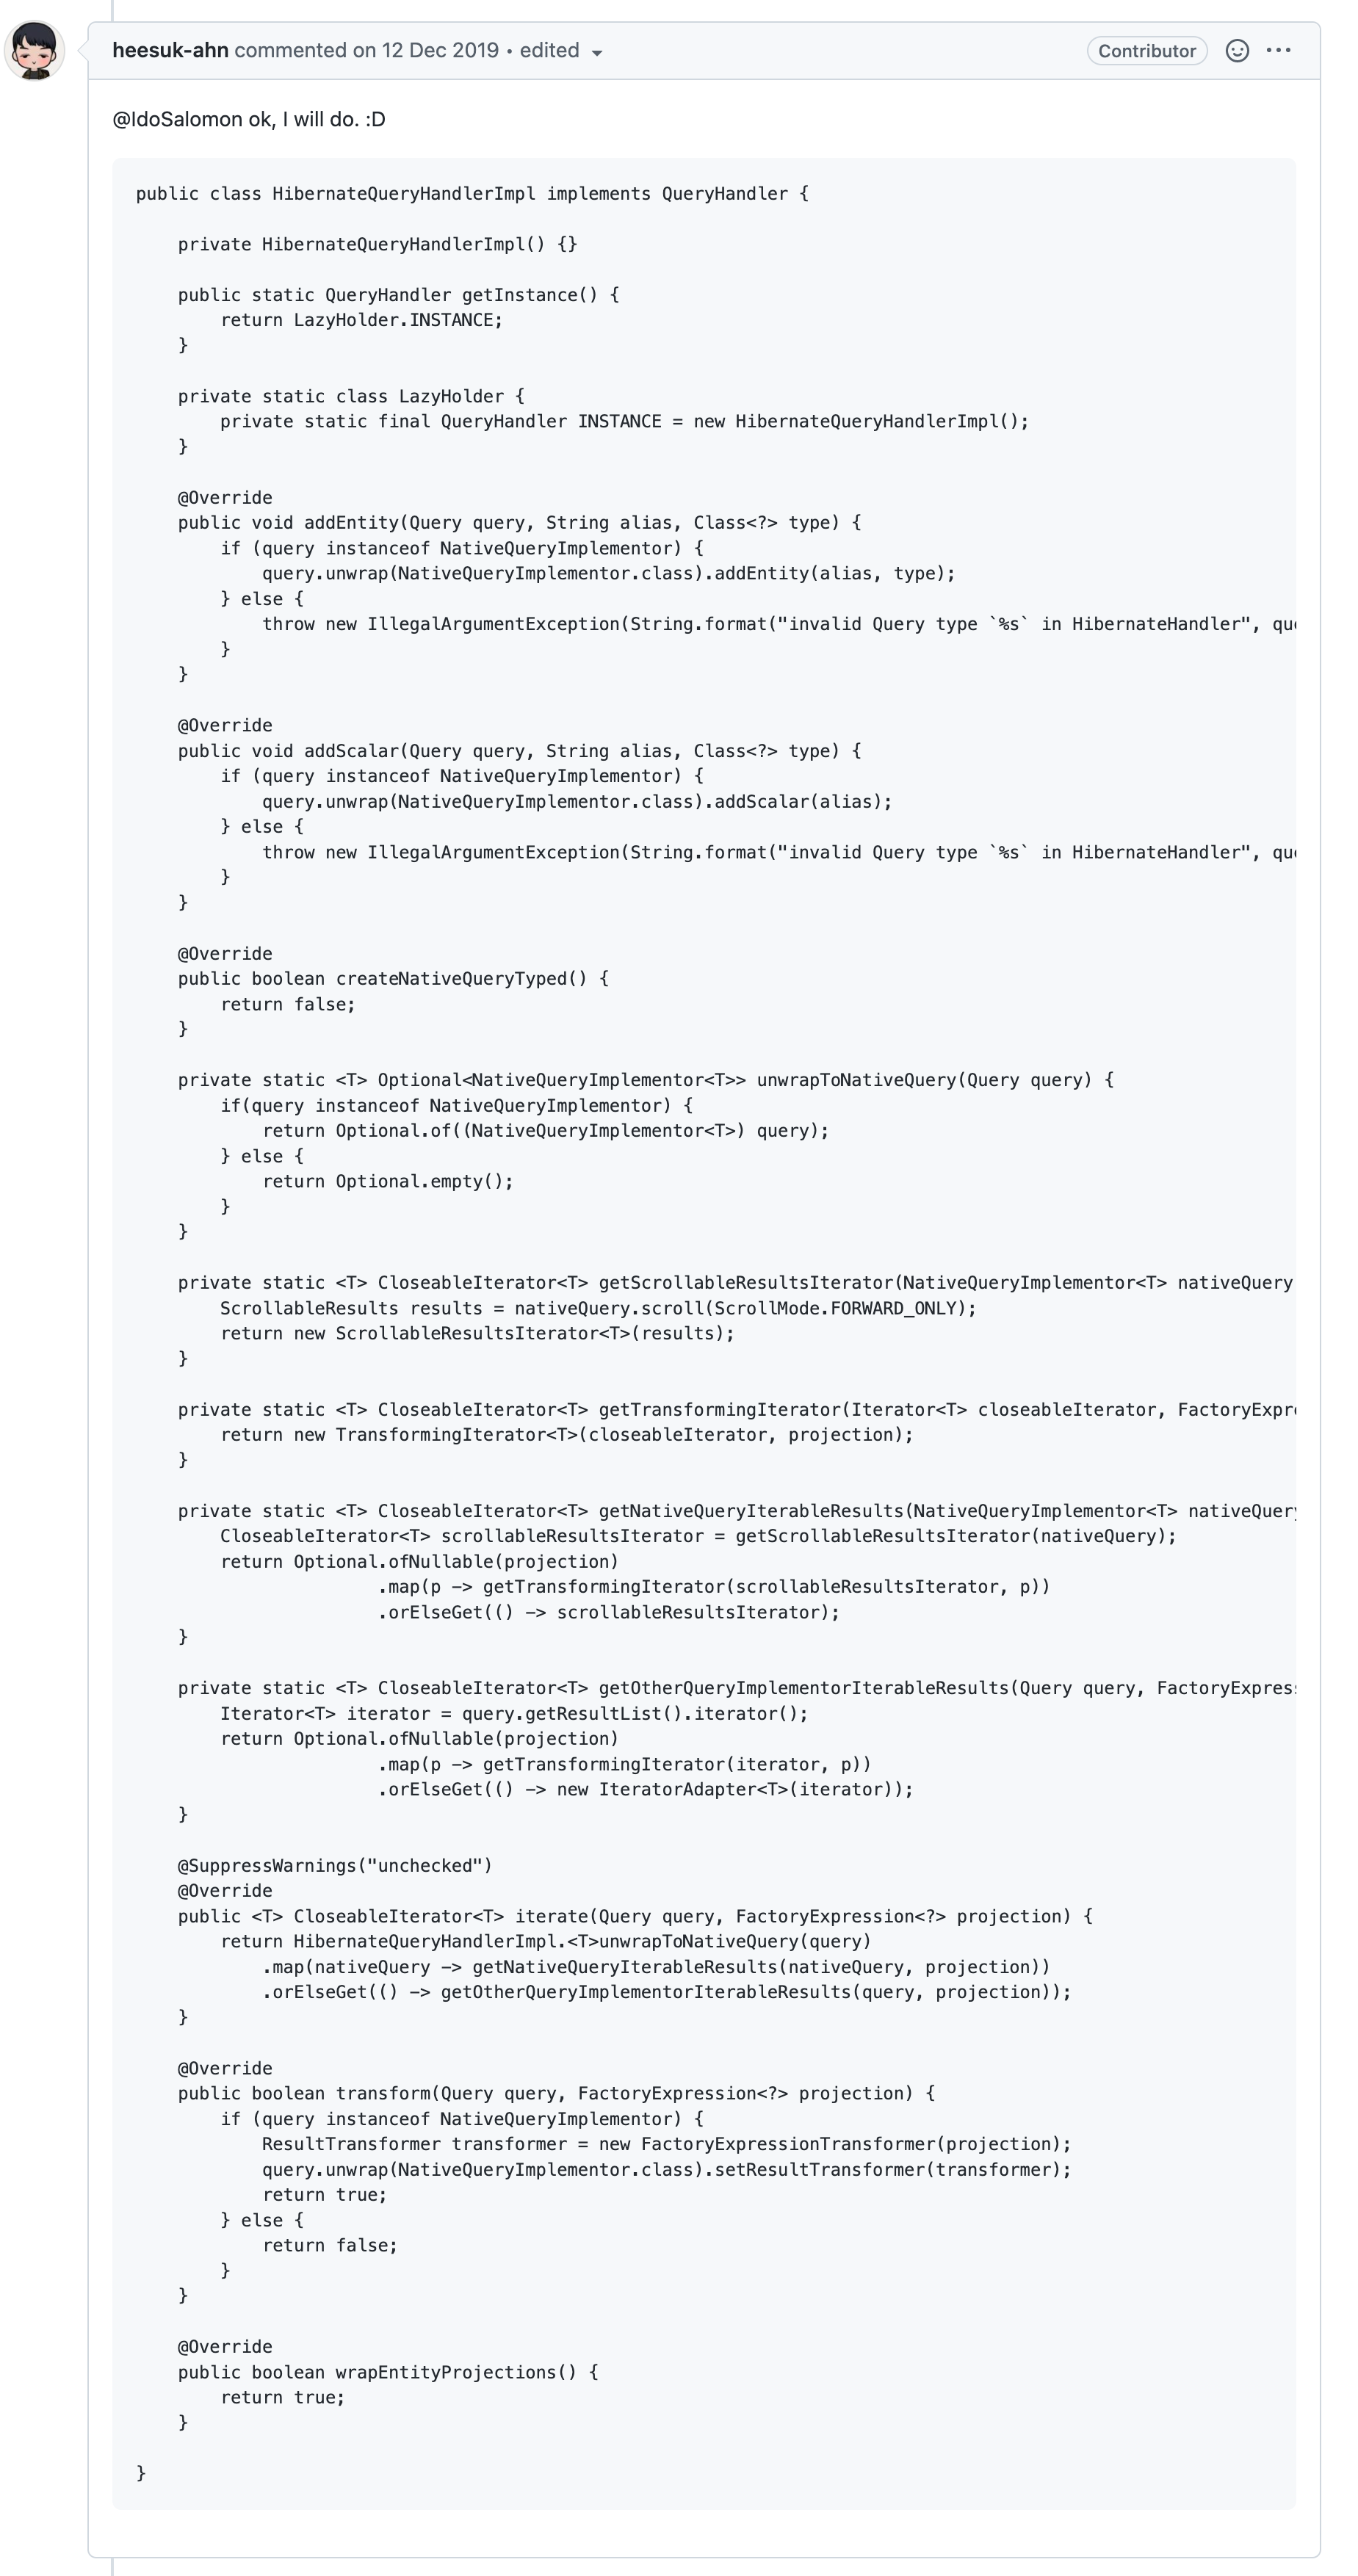 heesuk-ahn commented on 12 Dec 2019 • edited
Contributor
@IdoSalomon ok, I will do. :D
public class HibernateQueryHandlerImpl implements QueryHandler {
    private HibernateQueryHandlerImpl() {}
    public static QueryHandler getInstance() {
        return LazyHolder.INSTANCE;
    }
    private static class LazyHolder {
        private static final QueryHandler INSTANCE = new HibernateQueryHandlerImpl();
    }
    @Override
    public void addEntity(Query query, String alias, Class<?> type) {
        if (query instanceof NativeQueryImplementor) {
            query.unwrap(NativeQueryImplementor.class).addEntity(alias, type);
        } else {
            throw new IllegalArgumentException(String.format("invalid Query type `%s` in HibernateHandler",
        }
    }
    @Override
    public void addScalar(Query query, String alias, Class<?> type) {
        if (query instanceof NativeQueryImplementor) {
            query.unwrap(NativeQueryImplementor.class).addScalar(alias);
        } else {
            throw new IllegalArgumentException(String.format("invalid Query type `%s` in HibernateHandler",
        }
    }
    @Override
    public boolean createNativeQueryTyped() {
        return false;
    }
    private static <T> Optional<NativeQueryImplementor<T>> unwrapToNativeQuery(Query query) {
        if(query instanceof NativeQueryImplementor) {
            return Optional.of((NativeQueryImplementor<T>) query);
        } else {
            return Optional.empty();
        }
    }
    private static <T> CloseableIterator<T> getScrollableResultsIterator(NativeQueryImplementor<T> nativeQuery
        ScrollableResults results = nativeQuery.scroll(ScrollMode.FORWARD_ONLY);
        return new ScrollableResultsIterator<T>(results);
    }
    private static <T> CloseableIterator<T> getTransformingIterator(Iterator<T> closeableIterator, FactoryExpr
        return new TransformingIterator<T>(closeableIterator, projection);
    }
    private static <T> CloseableIterator<T> getNativeQueryIterableResults(NativeQueryImplementor<T> nativeQuery
        CloseableIterator<T> scrollableResultsIterator = getScrollableResultsIterator(nativeQuery);
        return Optional.ofNullable(projection)
                       .map(p -> getTransformingIterator(scrollableResultsIterator, p))
                       .orElseGet(() -> scrollableResultsIterator);
    }
    private static <T> CloseableIterator<T> getOtherQueryImplementorIterableResults(Query query, FactoryExpres
        Iterator<T> iterator = query.getResultList().iterator();
        return Optional.ofNullable(projection)
                       .map(p -> getTransformingIterator(iterator, p))
                       .orElseGet(() -> new IteratorAdapter<T>(iterator));
    }
    @SuppressWarnings("unchecked")
    @Override
    public <T> CloseableIterator<T> iterate(Query query, FactoryExpression<?> projection) {
        return HibernateQueryHandlerImpl.<T>unwrapToNativeQuery(query)
            .map(nativeQuery -> getNativeQueryIterableResults(nativeQuery, projection))
            .orElseGet(() -> getOtherQueryImplementorIterableResults(query, projection));
    }
    @Override
    public boolean transform(Query query, FactoryExpression<?> projection) {
        if (query instanceof NativeQueryImplementor) {
            ResultTransformer transformer = new FactoryExpressionTransformer(projection);
            query.unwrap(NativeQueryImplementor.class).setResultTransformer(transformer);
            return true;
        } else {
            return false;
        }
    }
    @Override
    public boolean wrapEntityProjections() {
        return true;
    }
}